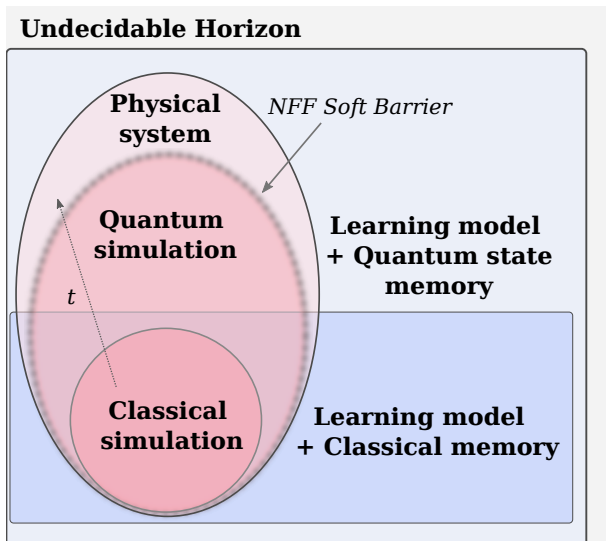 Undecidable Horizon
Physical
system
NFF Soft Barrier
Quantum
simulation
Learning model
+ Quantum state
memory
t
Classical
simulation
Learning model
+ Classical memory